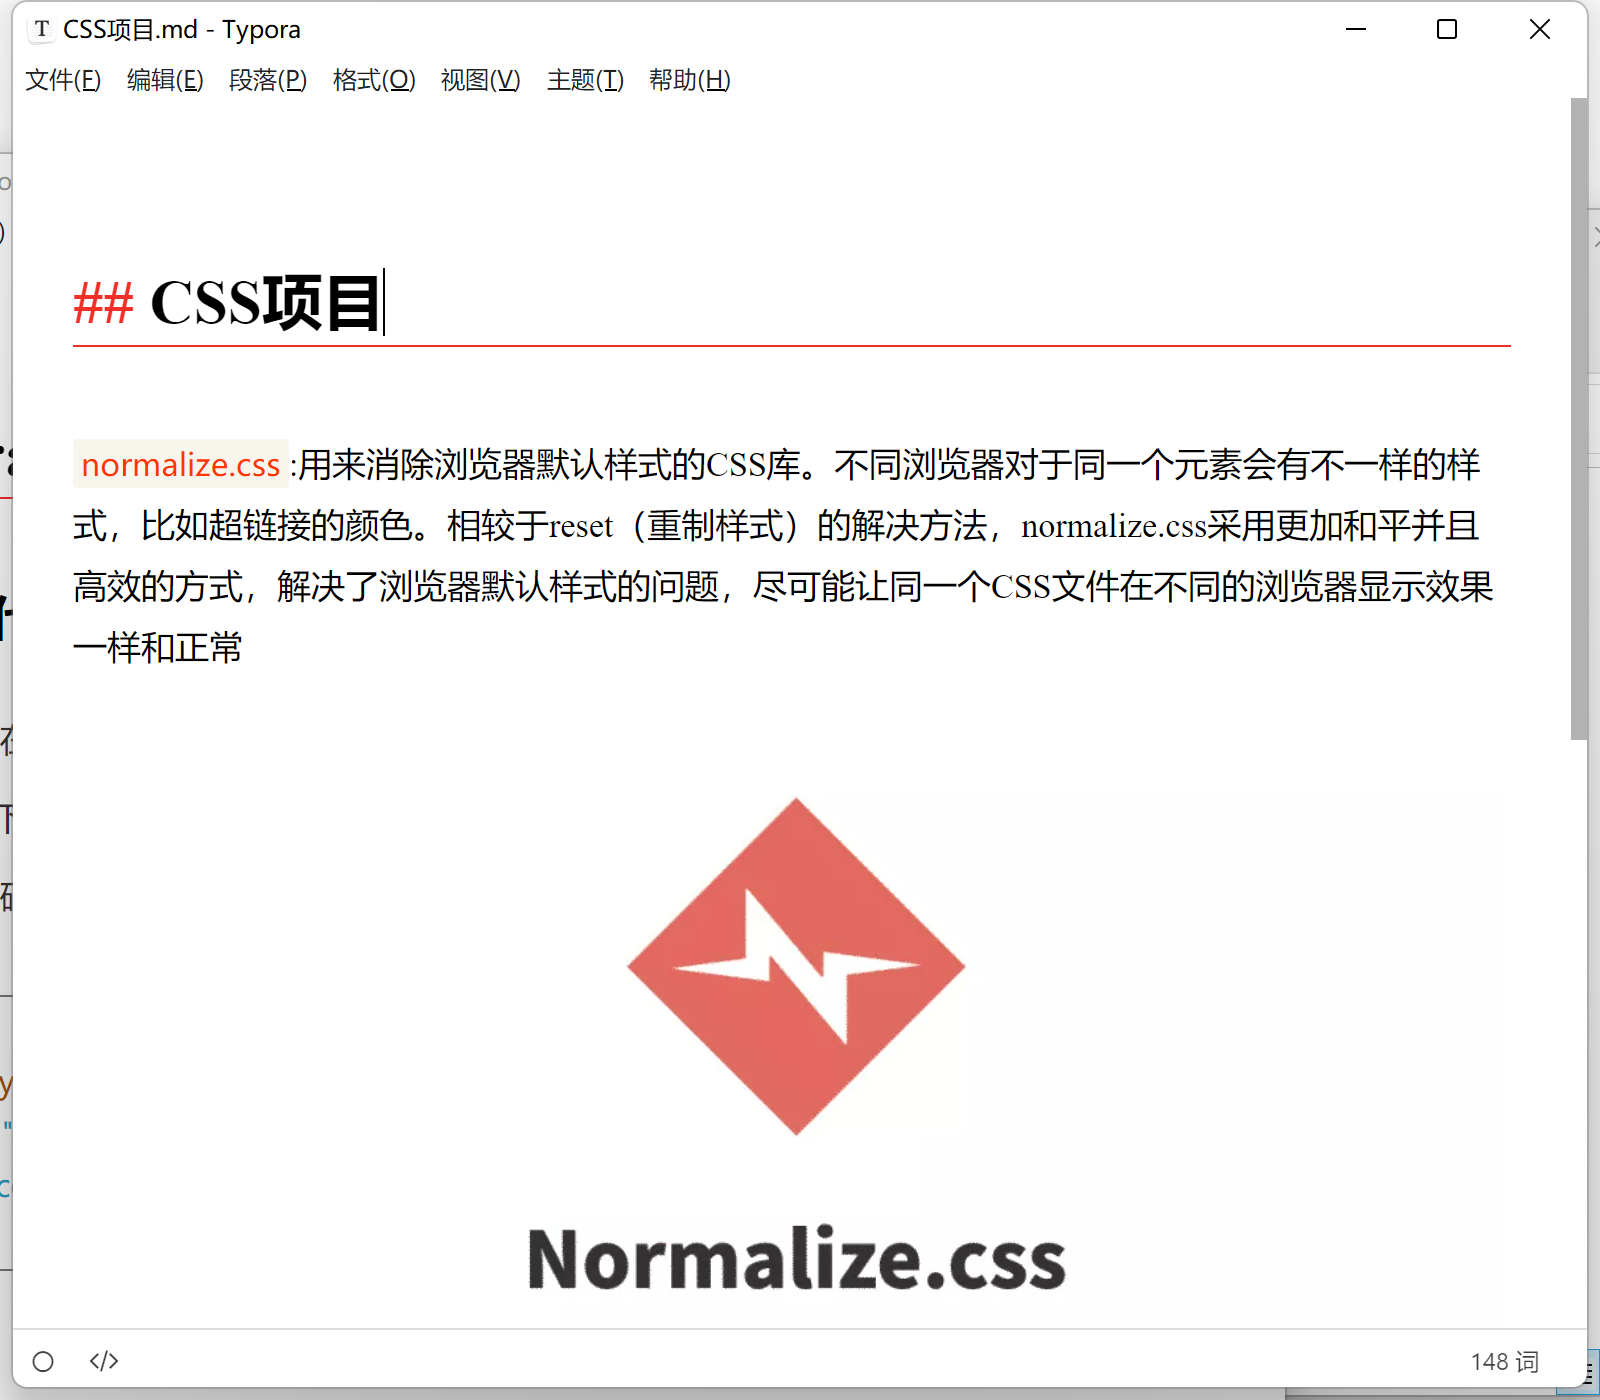 T CSS项目.md - Typora
文件(F) 编辑(E) 段落(P) 格式(O) 视图(V) 主题(T) 帮助(H)
## CSS项目
normalize.css:用来消除浏览器默认样式的CSS库。不同浏览器对于同一个元素会有不一样的样
式，比如超链接的颜色。相较于reset（重制样式）的解决方法，normalize.css采用更加和平并且
高效的方式，解决了浏览器默认样式的问题，尽可能让同一个CSS文件在不同的浏览器显示效果
一样和正常
Normalize.css
</> 148 词